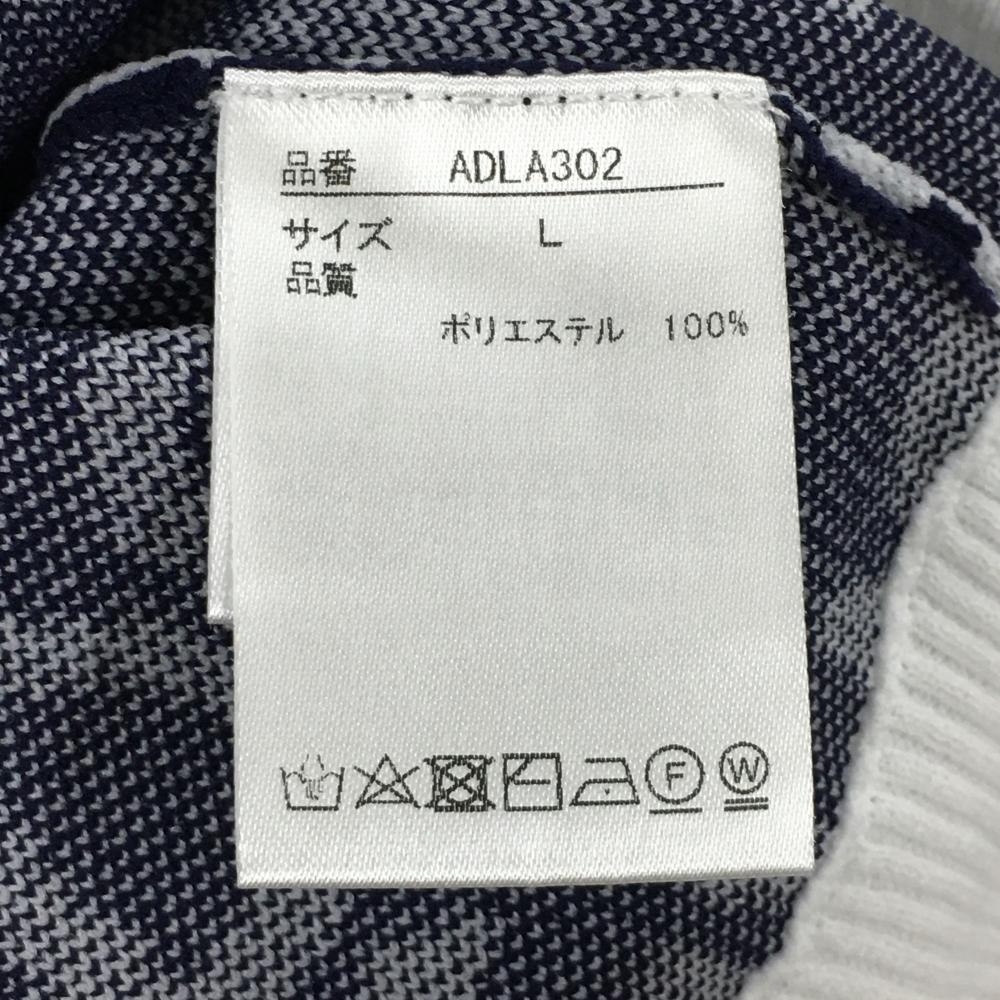 品番 ADLA302
サイズ L
品質
ポリエステル 100%
F W